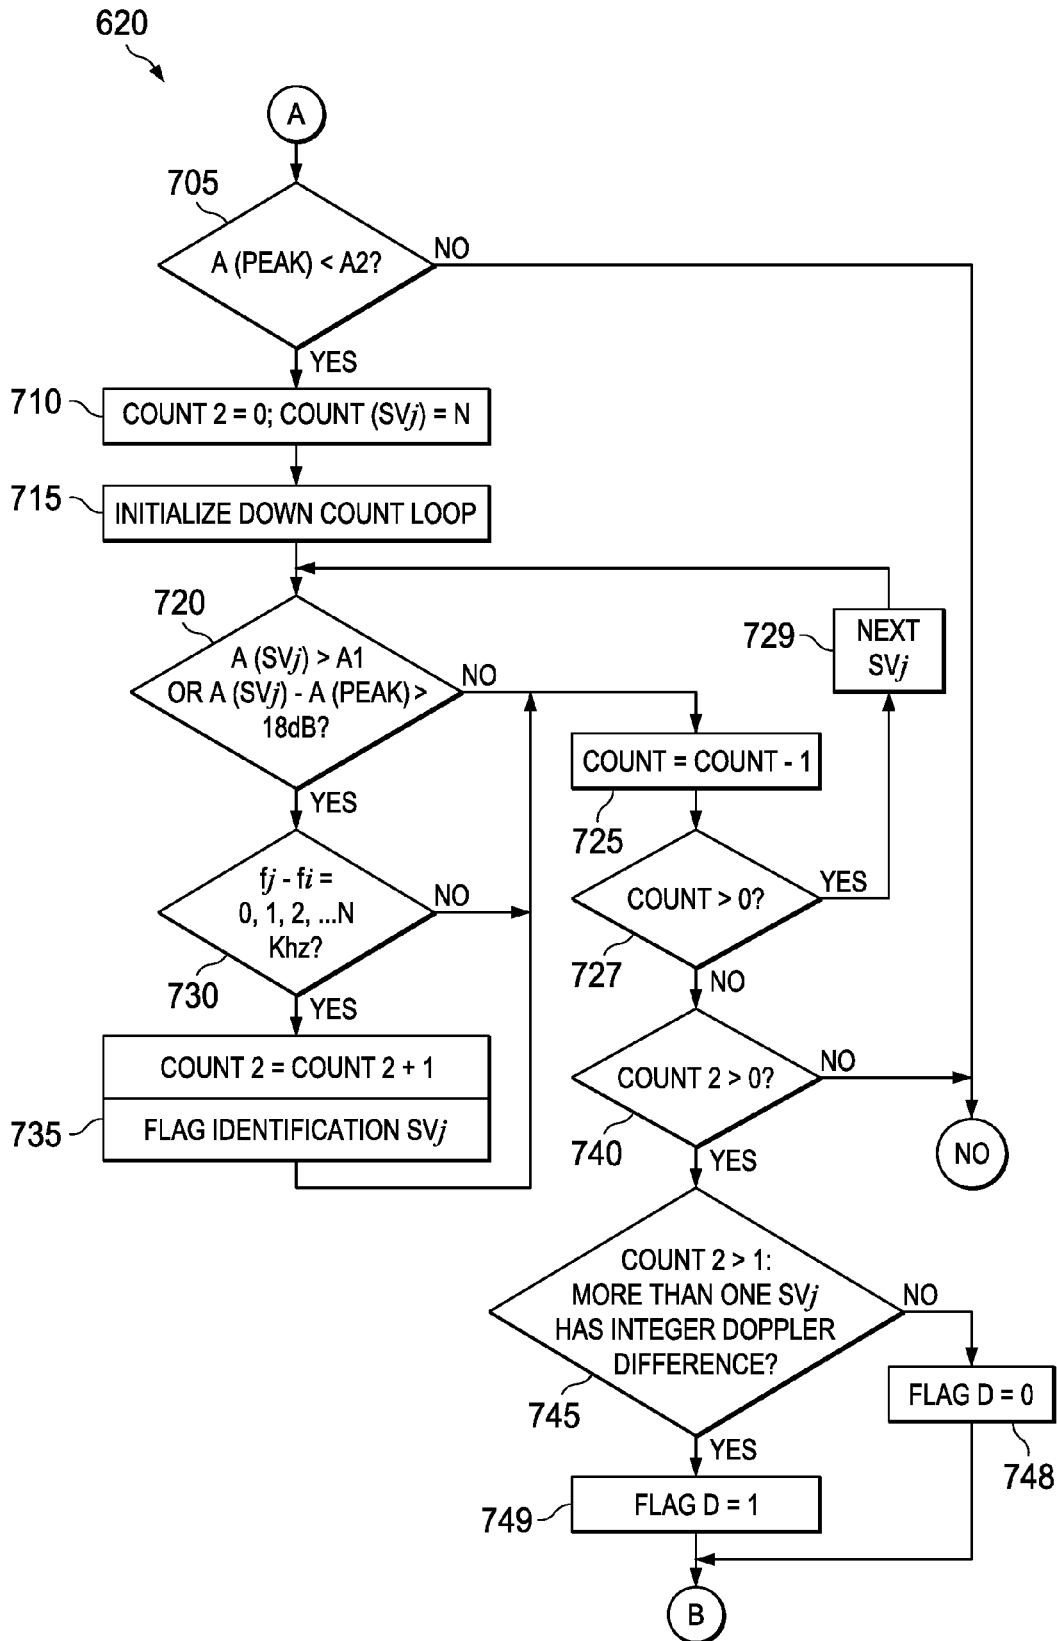 620
A
705
A (PEAK) < A2?
NO
YES
710
COUNT 2 = 0; COUNT (SVj) = N
715
INITIALIZE DOWN COUNT LOOP
720
A (SVj) > A1
OR A (SVj) - A (PEAK) >
18dB?
NO
YES
729
NEXT
SVj
COUNT = COUNT - 1
725
fj - fi =
0, 1, 2, ...N
Khz?
NO
730
YES
COUNT > 0?
YES
727
NO
COUNT 2 = COUNT 2 + 1
735
FLAG IDENTIFICATION SVj
COUNT 2 > 0?
NO
740
YES
NO
COUNT 2 > 1:
MORE THAN ONE SVj
HAS INTEGER DOPPLER
DIFFERENCE?
NO
745
YES
FLAG D = 0
748
749
FLAG D = 1
B